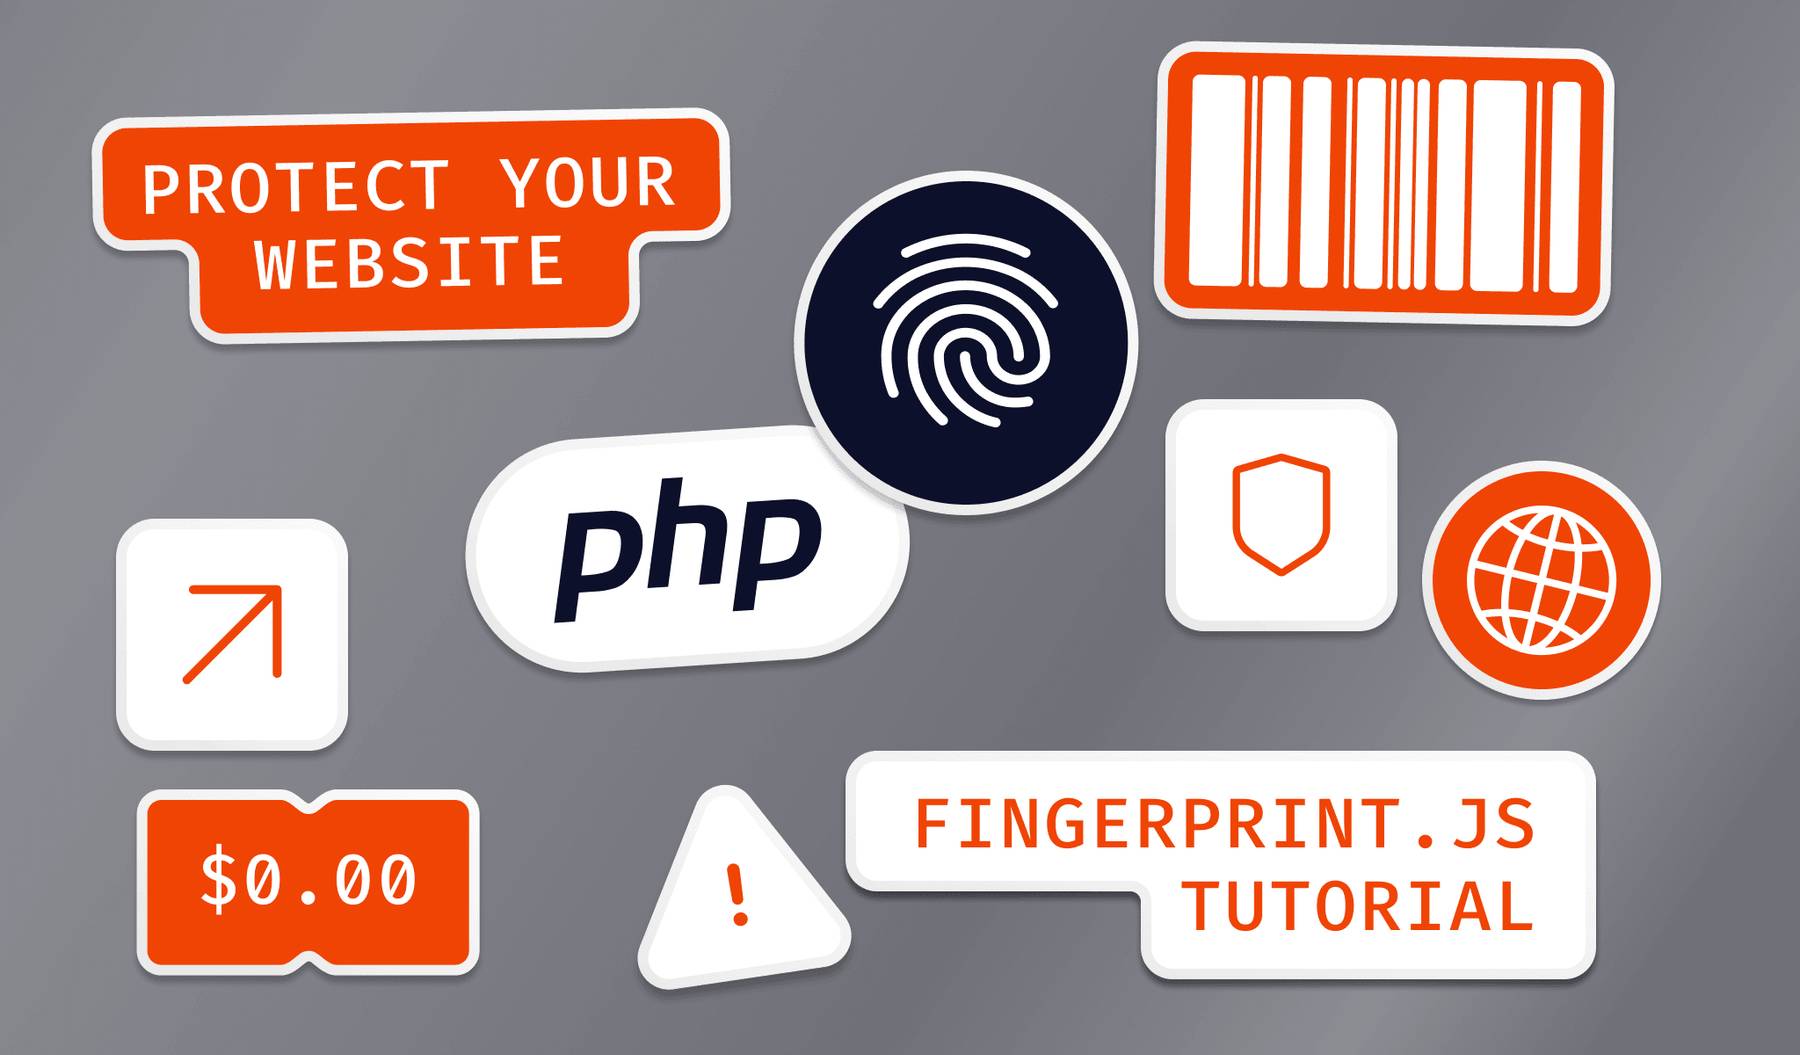 PROTECT YOUR
WEBSITE
php
$0.00
!
FINGERPRINT.JS
TUTORIAL